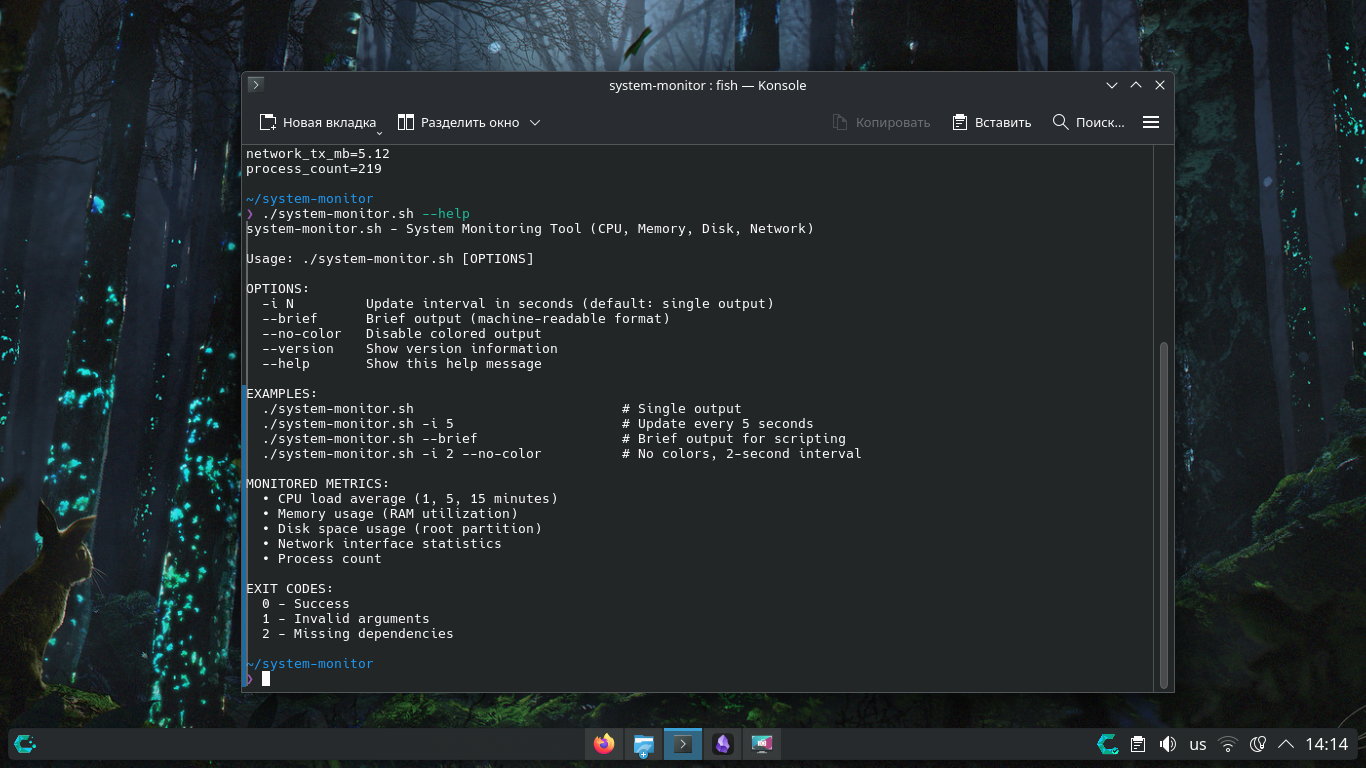 system-monitor : fish — Konsole
Новая вкладка
Разделить окно
Копировать
Вставить
Поиск...
network_tx_mb=5.12
process_count=219
~/system-monitor
❯ ./system-monitor.sh --help
system-monitor.sh - System Monitoring Tool (CPU, Memory, Disk, Network)
Usage: ./system-monitor.sh [OPTIONS]
OPTIONS:
-i N Update interval in seconds (default: single output)
--brief Brief output (machine-readable format)
--no-color Disable colored output
--version Show version information
--help Show this help message
EXAMPLES:
./system-monitor.sh # Single output
./system-monitor.sh -i 5 # Update every 5 seconds
./system-monitor.sh --brief # Brief output for scripting
./system-monitor.sh -i 2 --no-color # No colors, 2-second interval
MONITORED METRICS:
• CPU load average (1, 5, 15 minutes)
• Memory usage (RAM utilization)
• Disk space usage (root partition)
• Network interface statistics
• Process count
EXIT CODES:
0 - Success
1 - Invalid arguments
2 - Missing dependencies
~/system-monitor
❯
us
14:14